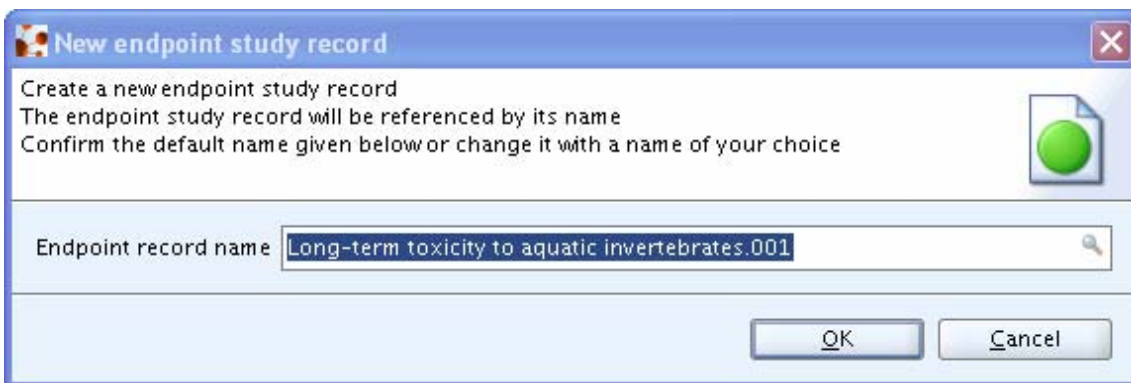 New endpoint study record
Create a new endpoint study record
The endpoint study record will be referenced by its name
Confirm the default name given below or change it with a name of your choice
Endpoint record name Long-term toxicity to aquatic invertebrates.001
OK Cancel